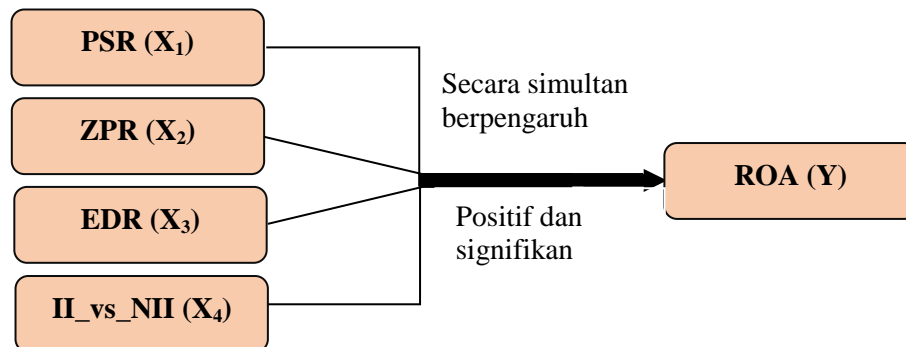 PSR (X₁)
ZPR (X₂)
EDR (X₃)
II_vs_NII (X₄)
Secara simultan
berpengaruh
Positif dan
signifikan
ROA (Y)